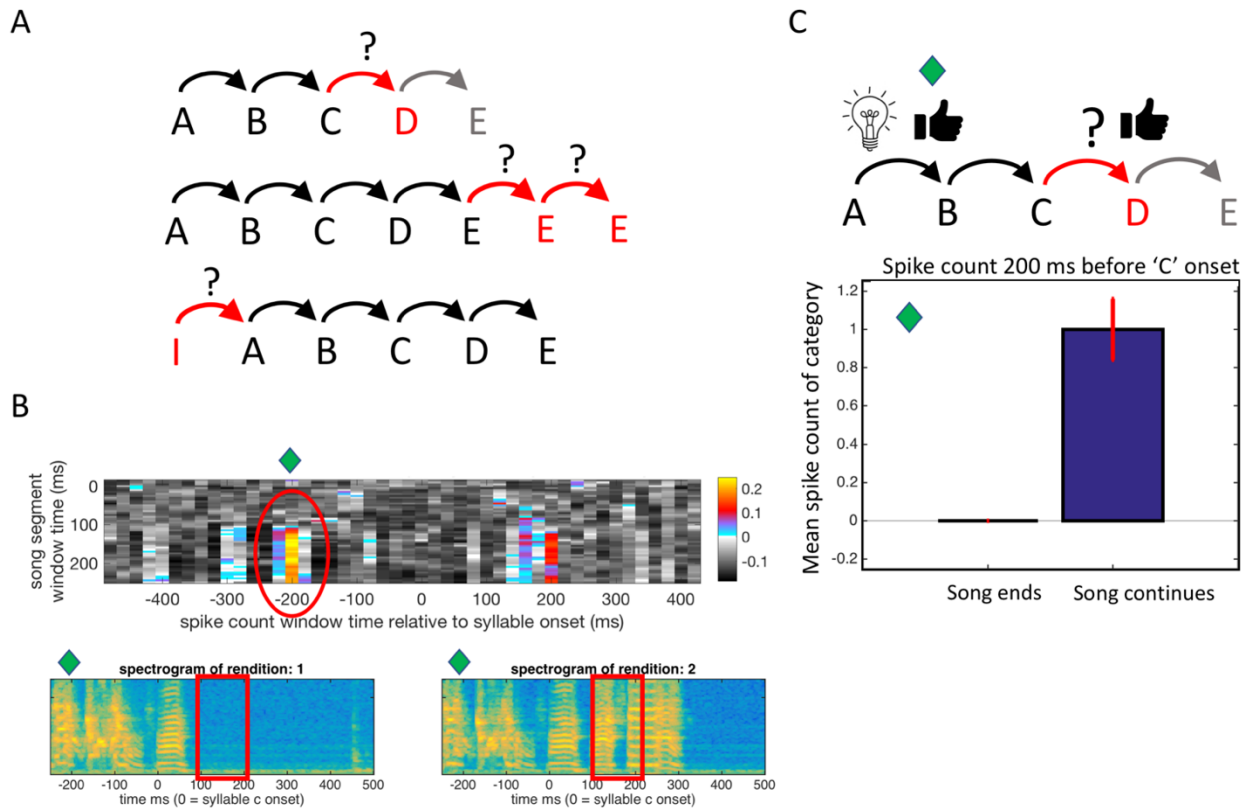 A
?
A B C D E
? ?
A B C D E E E
?
I A B C D E
B
song segment
window time (ms)
0
100
200
0.2
0.1
0
-0.1
-400 -300 -200 -100 0 100 200 300 400
spike count window time relative to syllable onset (ms)
spectrogram of rendition: 1
-200 -100 0 100 200 300 400 500
time ms (0 = syllable c onset)
spectrogram of rendition: 2
-200 -100 0 100 200 300 400 500
time ms (0 = syllable c onset)
C
?
A B C D E
Spike count 200 ms before 'C' onset
Mean spike count of category
1.2
1
0.8
0.6
0.4
0.2
0
-0.2
Song ends Song continues